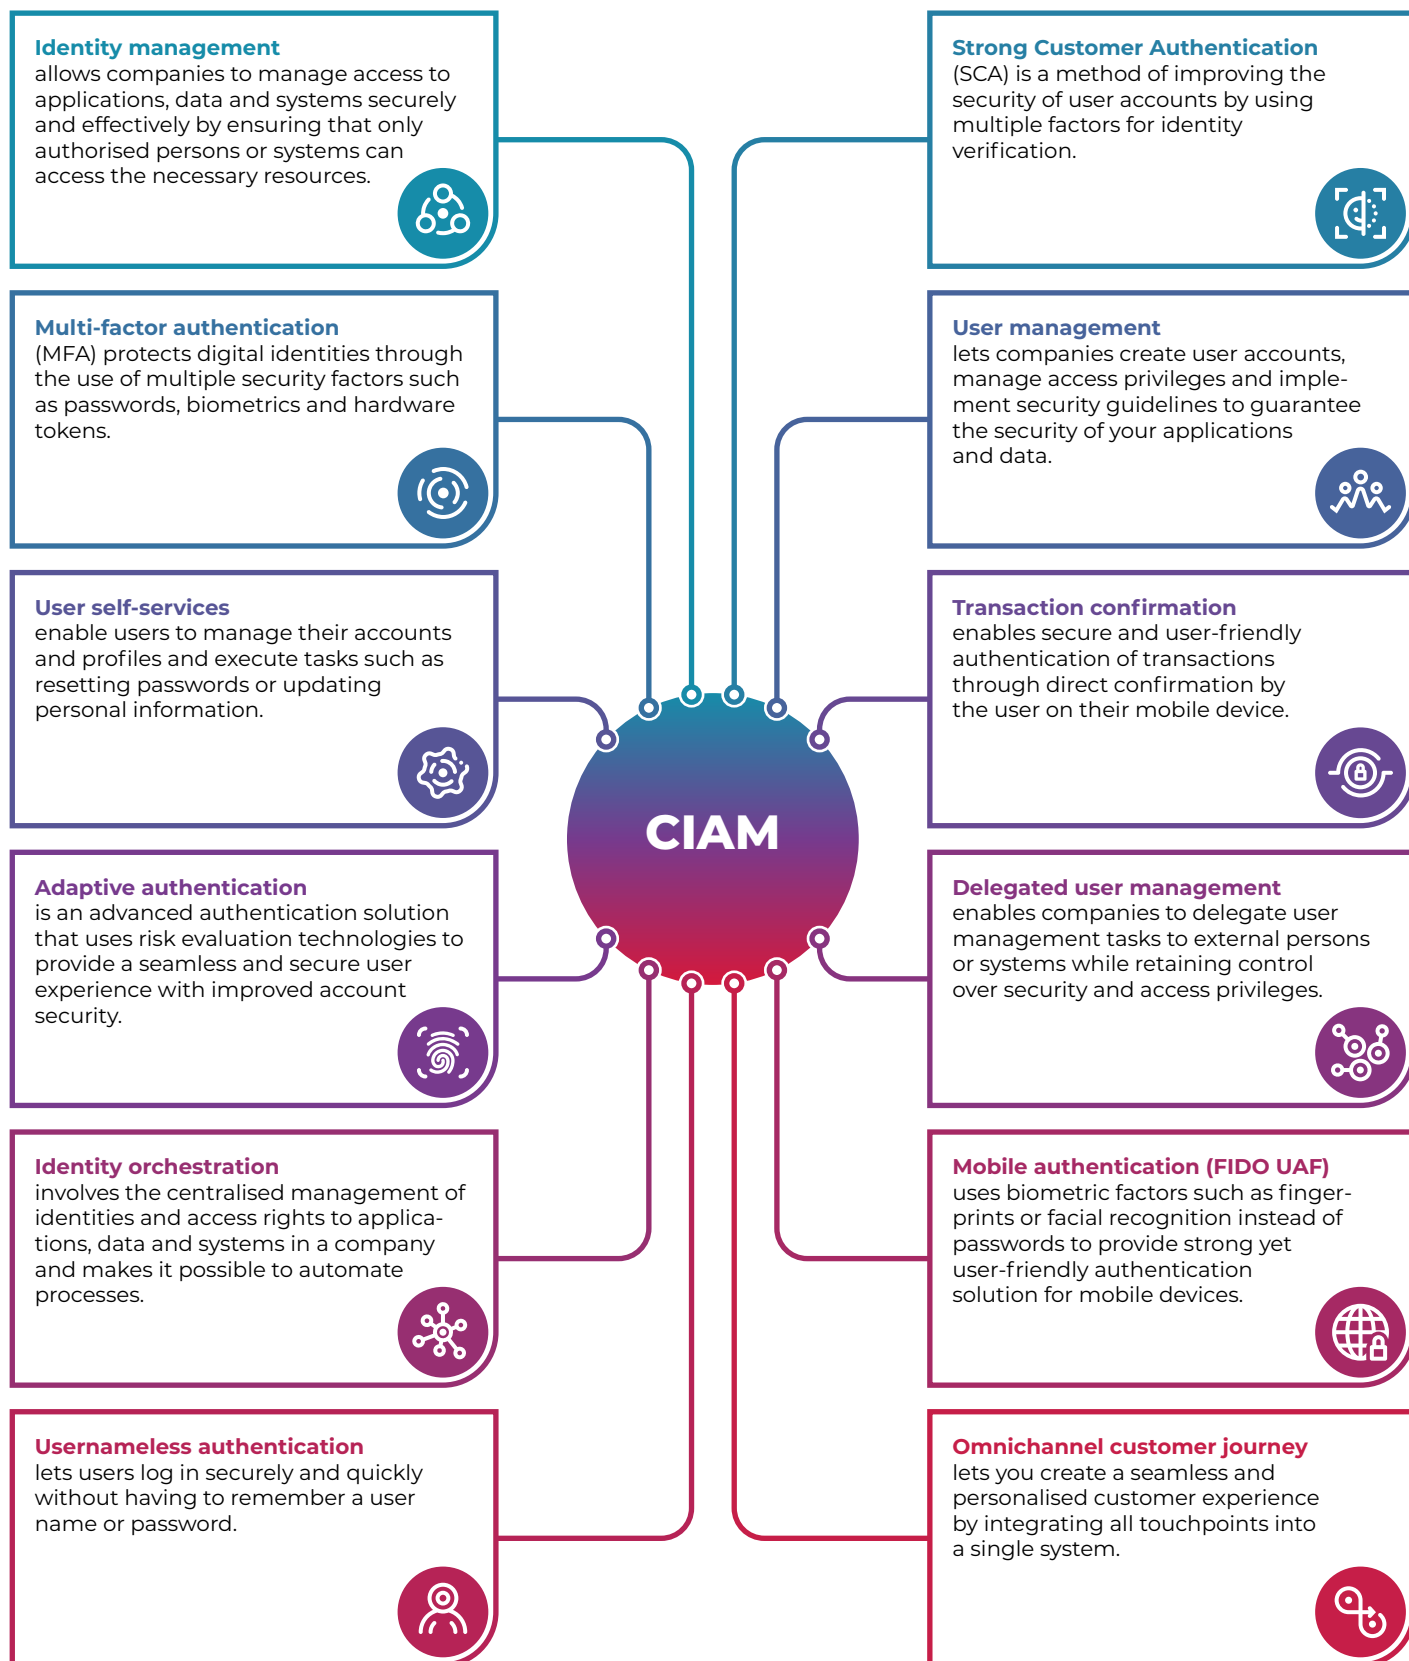 Identity management
allows companies to manage access to
applications, data and systems securely
and effectively by ensuring that only
authorised persons or systems can
access the necessary resources.
Strong Customer Authentication
(SCA) is a method of improving the
security of user accounts by using
multiple factors for identity
verification.
Multi-factor authentication
(MFA) protects digital identities through
the use of multiple security factors such
as passwords, biometrics and hardware
tokens.
User management
lets companies create user accounts,
manage access privileges and imple-
ment security guidelines to guarantee
the security of your applications
and data.
User self-services
enable users to manage their accounts
and profiles and execute tasks such as
resetting passwords or updating
personal information.
Transaction confirmation
enables secure and user-friendly
authentication of transactions
through direct confirmation by
the user on their mobile device.
CIAM
Adaptive authentication
is an advanced authentication solution
that uses risk evaluation technologies to
provide a seamless and secure user
experience with improved account
security.
Delegated user management
enables companies to delegate user
management tasks to external persons
or systems while retaining control
over security and access privileges.
Identity orchestration
involves the centralised management of
identities and access rights to applica-
tions, data and systems in a company
and makes it possible to automate
processes.
Mobile authentication (FIDO UAF)
uses biometric factors such as finger-
prints or facial recognition instead of
passwords to provide strong yet
user-friendly authentication
solution for mobile devices.
Usernameless authentication
lets users log in securely and quickly
without having to remember a user
name or password.
Omnichannel customer journey
lets you create a seamless and
personalised customer experience
by integrating all touchpoints into
a single system.